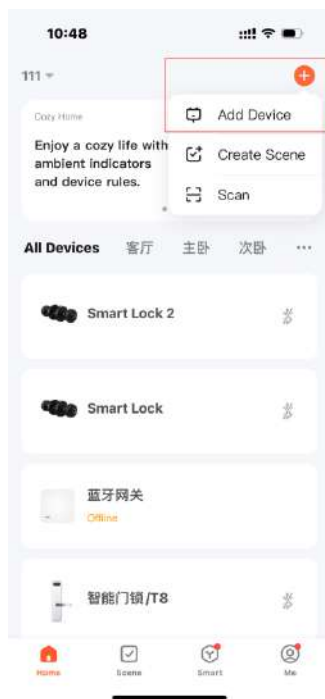 10:48
111
Cozy Home
Enjoy a cozy life with
ambient indicators
and device rules.
Add Device
Create Scene
Scan
All Devices 客厅 主卧 次卧 ...
Smart Lock 2
Smart Lock
蓝牙网关
Offline
智能门锁/T8
Home Scene Smart Me